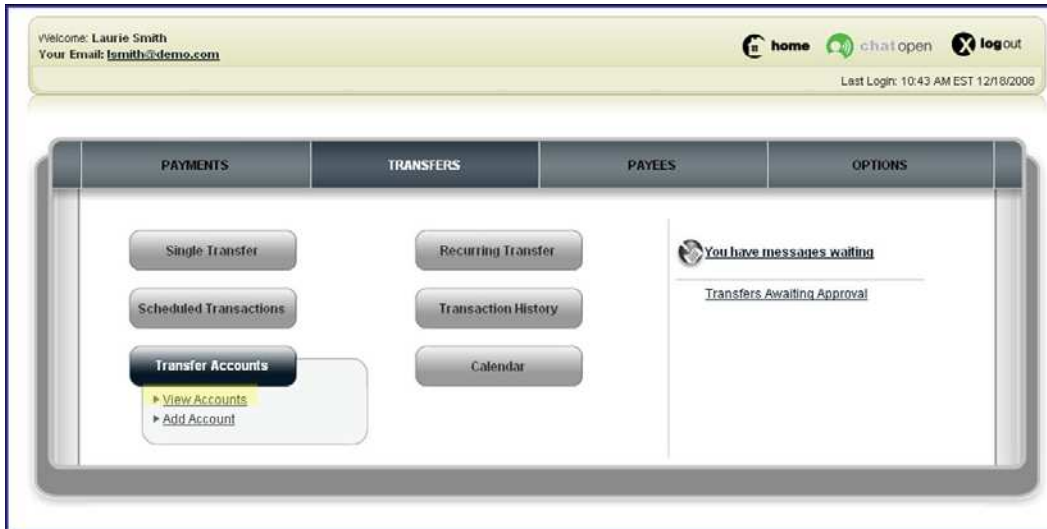 Welcome: Laurie Smith
Your Email: lsmith@demo.com
home chat open logout
Last Login: 10:43 AM EST 12/18/2008
PAYMENTS TRANSFERS PAYEES OPTIONS
Single Transfer Recurring Transfer
You have messages waiting
Scheduled Transactions Transaction History
Transfers Awaiting Approval
Transfer Accounts Calendar
View Accounts
Add Account